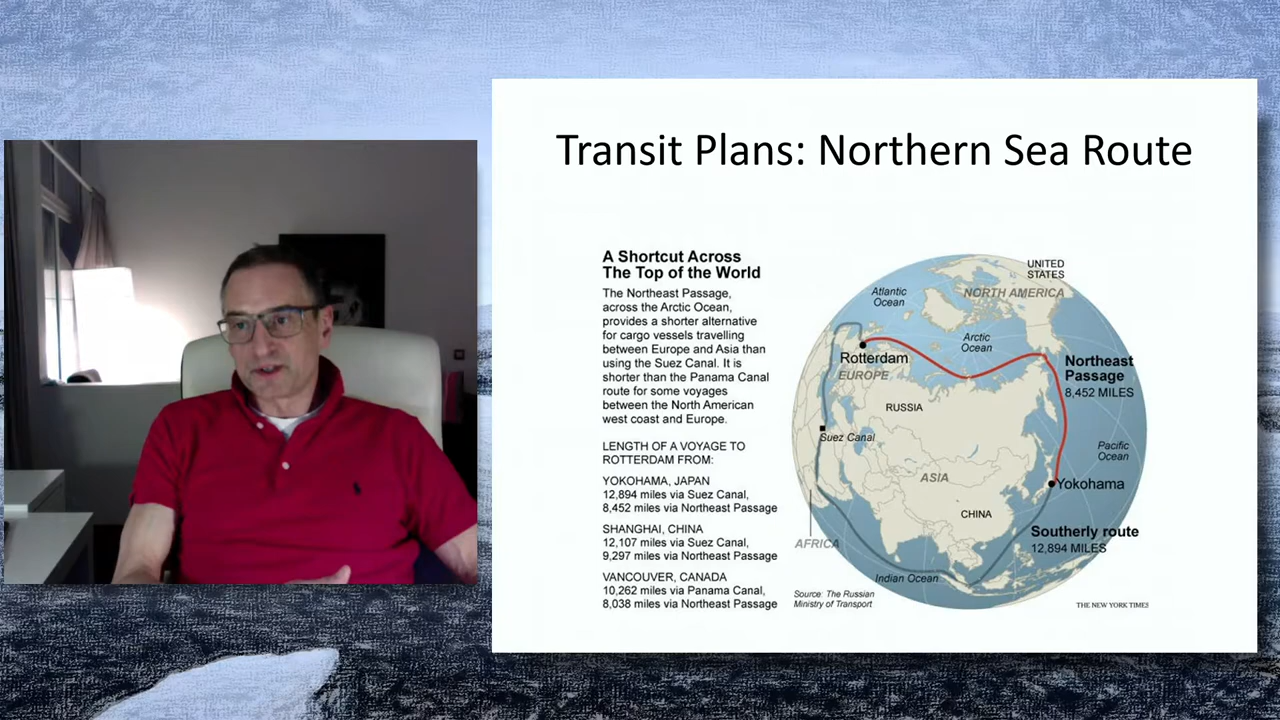 Transit Plans: Northern Sea Route
A Shortcut Across
The Top of the World
The Northeast Passage,
across the Arctic Ocean,
provides a shorter alternative
for cargo vessels travelling
between Europe and Asia than
using the Suez Canal. It is
shorter than the Panama Canal
route for some voyages
between the North American
west coast and Europe.
LENGTH OF A VOYAGE TO
ROTTERDAM FROM:
YOKOHAMA, JAPAN
12,894 miles via Suez Canal,
8,452 miles via Northeast Passage
SHANGHAI, CHINA
12,107 miles via Suez Canal,
9,297 miles via Northeast Passage
VANCOUVER, CANADA
10,262 miles via Panama Canal,
8,038 miles via Northeast Passage
UNITED
STATES
NORTH AMERICA
Atlantic
Ocean
Arctic
Ocean
Rotterdam
EUROPE
Northeast
Passage
8,452 MILES
RUSSIA
Suez Canal
Pacific
Ocean
ASIA
Yokohama
CHINA
Southerly route
12,894 MILES
AFRICA
Indian Ocean
Source: The Russian
Ministry of Transport
THE NEW YORK TIMES